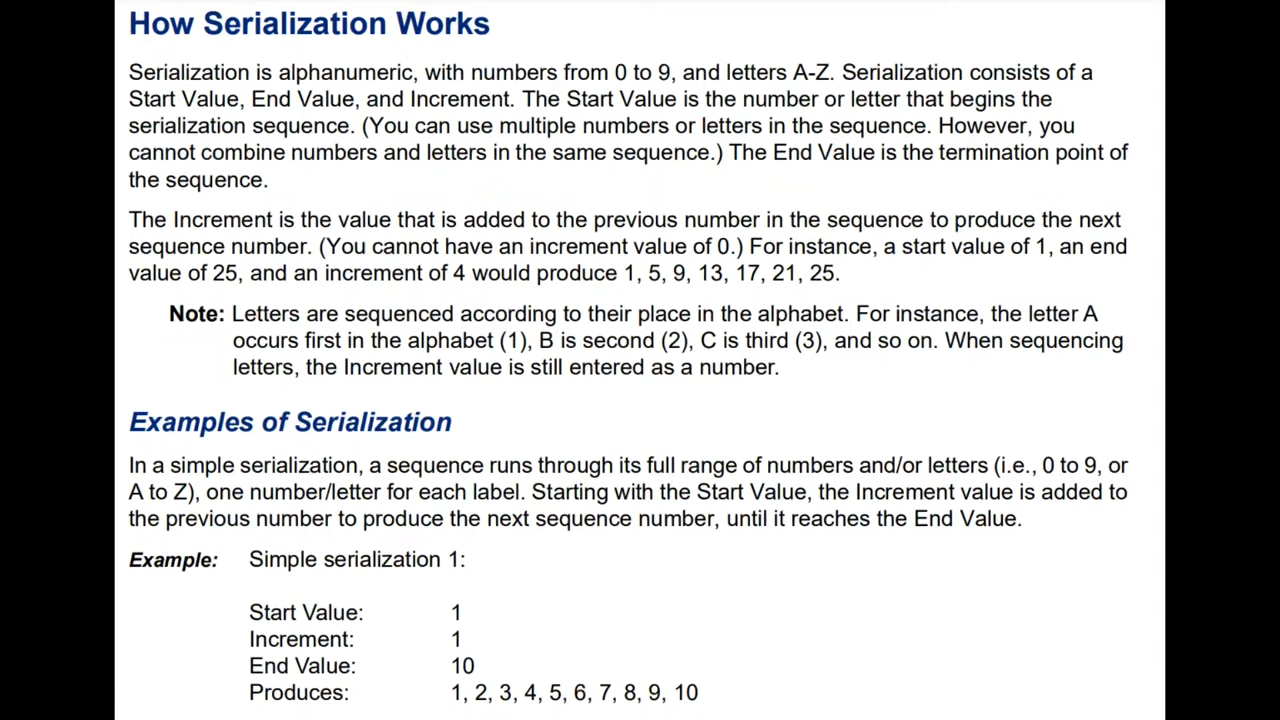 How Serialization Works
Serialization is alphanumeric, with numbers from 0 to 9, and letters A-Z. Serialization consists of a
Start Value, End Value, and Increment. The Start Value is the number or letter that begins the
serialization sequence. (You can use multiple numbers or letters in the sequence. However, you
cannot combine numbers and letters in the same sequence.) The End Value is the termination point of
the sequence.
The Increment is the value that is added to the previous number in the sequence to produce the next
sequence number. (You cannot have an increment value of 0.) For instance, a start value of 1, an end
value of 25, and an increment of 4 would produce 1, 5, 9, 13, 17, 21, 25.
Note: Letters are sequenced according to their place in the alphabet. For instance, the letter A
occurs first in the alphabet (1), B is second (2), C is third (3), and so on. When sequencing
letters, the Increment value is still entered as a number.
Examples of Serialization
In a simple serialization, a sequence runs through its full range of numbers and/or letters (i.e., 0 to 9, or
A to Z), one number/letter for each label. Starting with the Start Value, the Increment value is added to
the previous number to produce the next sequence number, until it reaches the End Value.
Example: Simple serialization 1:
Start Value: 1
Increment: 1
End Value: 10
Produces: 1, 2, 3, 4, 5, 6, 7, 8, 9, 10